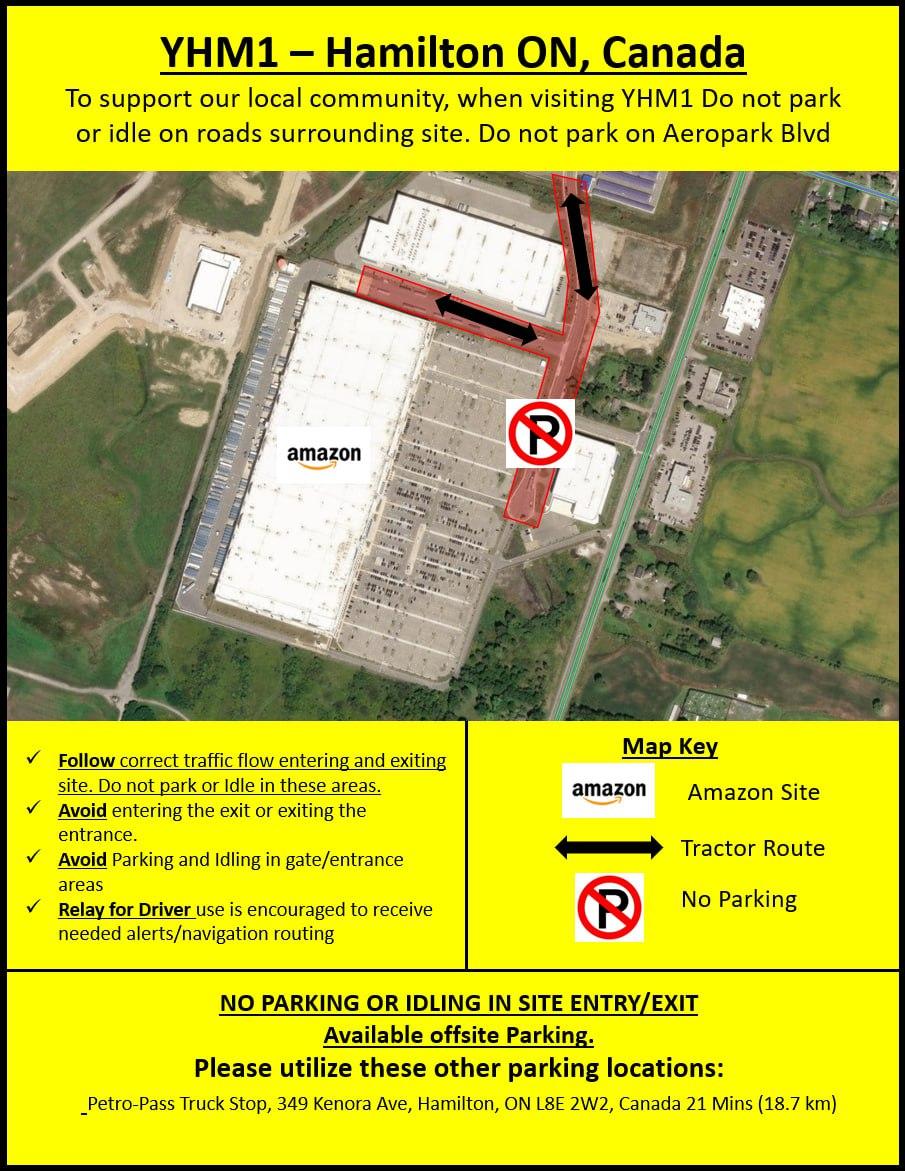 YHM1 – Hamilton ON, Canada
To support our local community, when visiting YHM1 Do not park
or idle on roads surrounding site. Do not park on Aeropark Blvd
amazon
P
Follow correct traffic flow entering and exiting
site. Do not park or Idle in these areas.
Avoid entering the exit or exiting the
entrance.
Avoid Parking and Idling in gate/entrance
areas
Relay for Driver use is encouraged to receive
needed alerts/navigation routing
Map Key
amazon Amazon Site
Tractor Route
P No Parking
NO PARKING OR IDLING IN SITE ENTRY/EXIT
Available offsite Parking.
Please utilize these other parking locations:
Petro-Pass Truck Stop, 349 Kenora Ave, Hamilton, ON L8E 2W2, Canada 21 Mins (18.7 km)